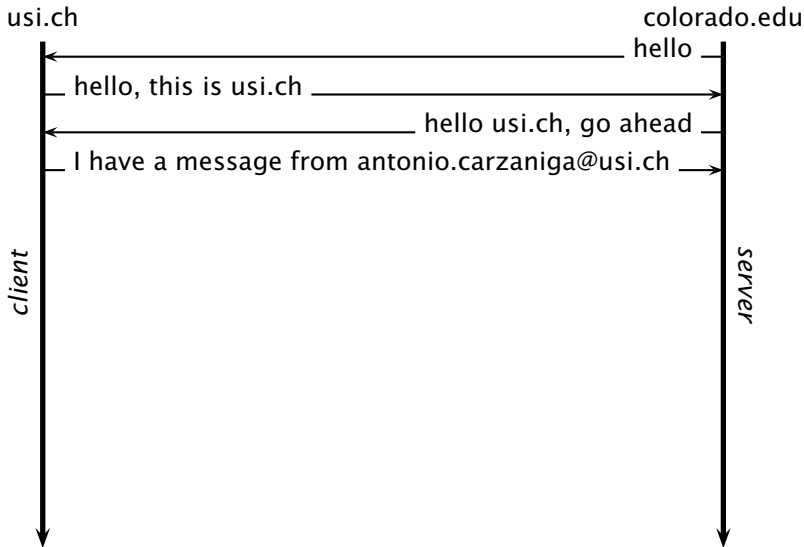 usi.ch
colorado.edu
hello
hello, this is usi.ch
hello usi.ch, go ahead
I have a message from antonio.carzaniga@usi.ch
client
server